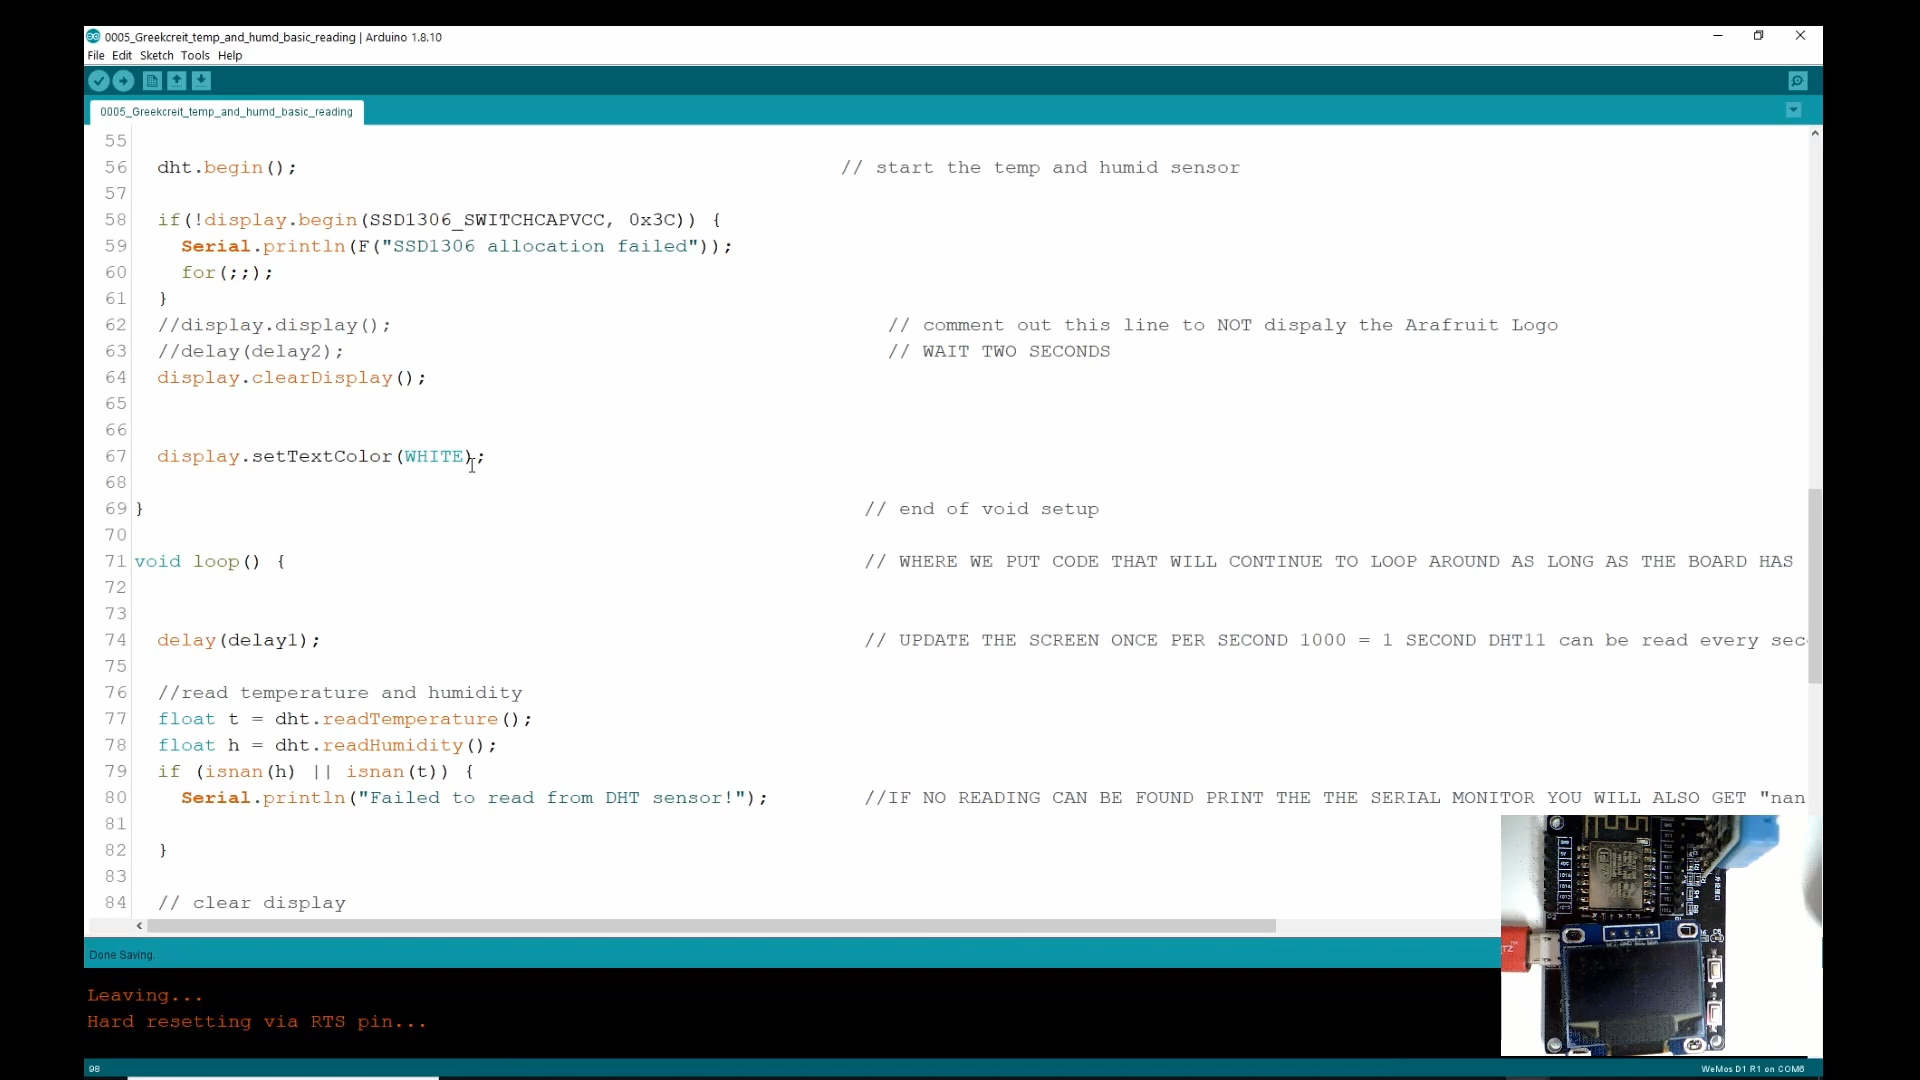 0005_Greekcreit_temp_and_humd_basic_reading | Arduino 1.8.10
File Edit Sketch Tools Help
0005_Greekcreit_temp_and_humd_basic_reading
55
56 dht.begin(); // start the temp and humid sensor
57
58 if(!display.begin(SSD1306_SWITCHCAPVCC, 0x3C)) {
59 Serial.println(F("SSD1306 allocation failed"));
60 for(;;);
61 }
62 //display.display(); // comment out this line to NOT dispaly the Arafruit Logo
63 //delay(delay2); // WAIT TWO SECONDS
64 display.clearDisplay();
65
66
67 display.setTextColor(WHITE);
68
69 } // end of void setup
70
71 void loop() { // WHERE WE PUT CODE THAT WILL CONTINUE TO LOOP AROUND AS LONG AS THE BOARD HAS
72
73
74 delay(delay1); // UPDATE THE SCREEN ONCE PER SECOND 1000 = 1 SECOND DHT11 can be read every sec
75
76 //read temperature and humidity
77 float t = dht.readTemperature();
78 float h = dht.readHumidity();
79 if (isnan(h) || isnan(t)) {
80 Serial.println("Failed to read from DHT sensor!"); //IF NO READING CAN BE FOUND PRINT THE THE SERIAL MONITOR YOU WILL ALSO GET "nan
81
82 }
83
84 // clear display
Done Saving.
Leaving...
Hard resetting via RTS pin...
98 WeMos D1 R1 on COM6